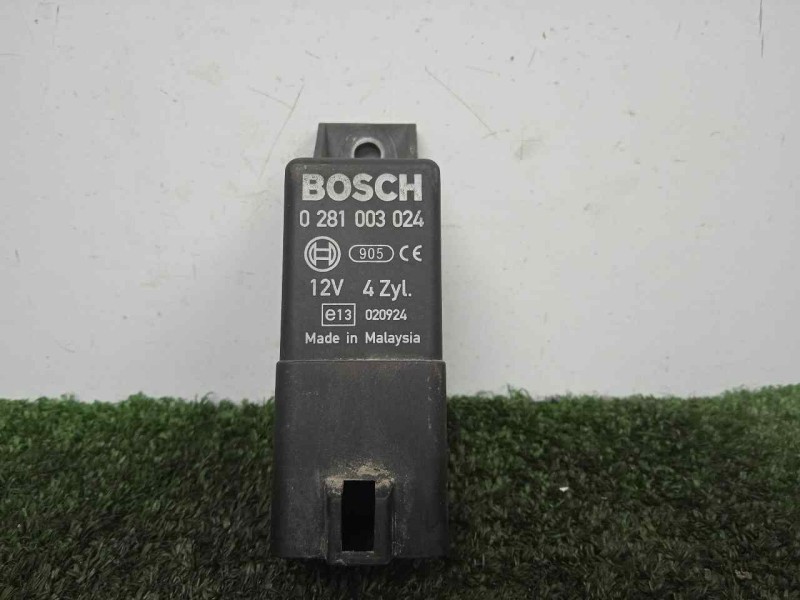 BOSCH
0 281 003 024
905 CE
12V 4 Zyl.
e13 020924
Made in Malaysia